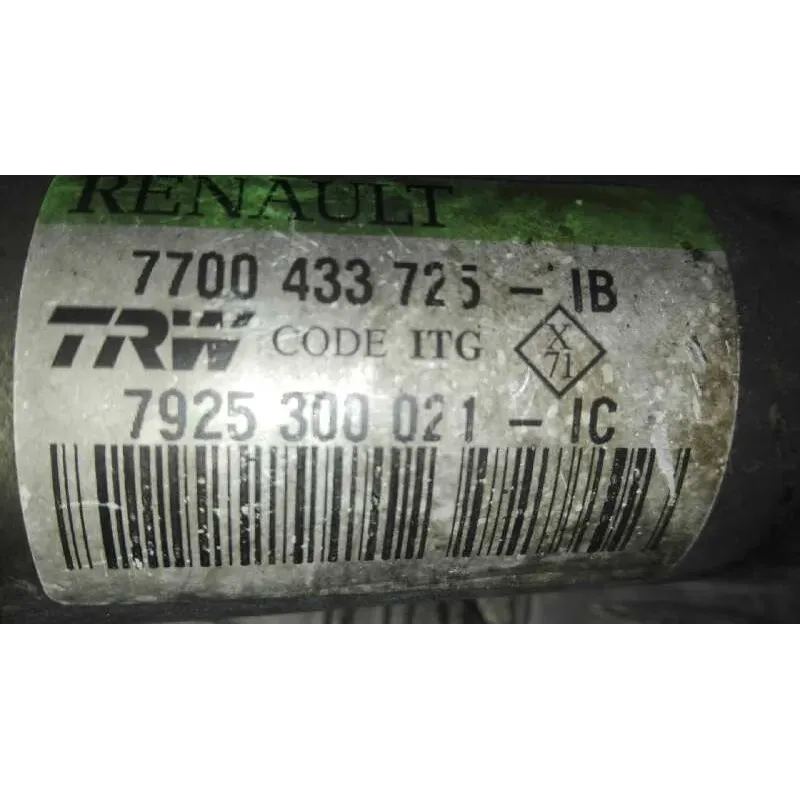 RENAULT
7700 433 725 - IB
TRW CODE ITG X 71
7925 300 021 - IC